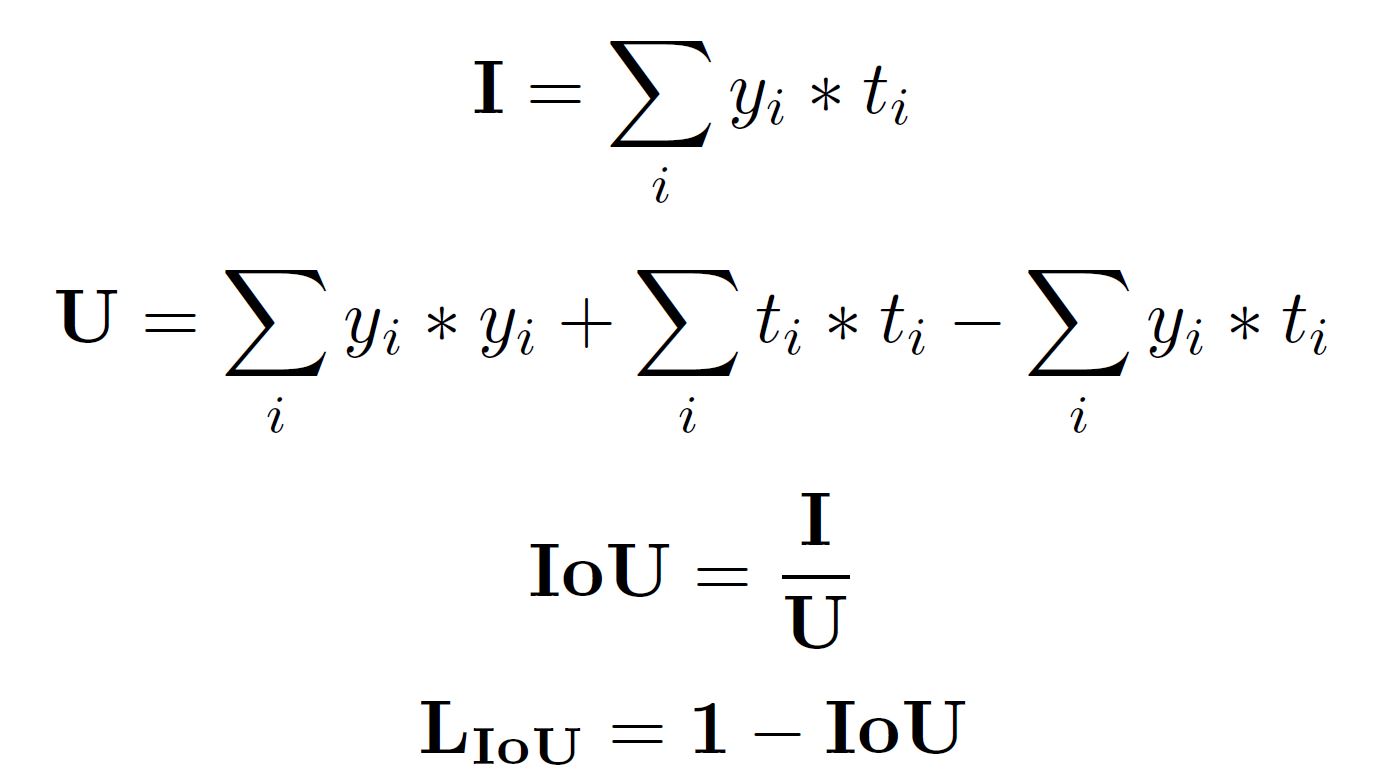 I = ∑_i y_i * t_i
U = ∑_i y_i * y_i + ∑_i t_i * t_i − ∑_i y_i * t_i
IoU = I / U
L_IoU = 1 − IoU